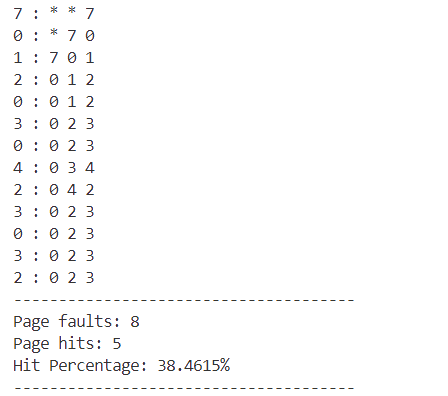 7 : * * 7
0 : * 7 0
1 : 7 0 1
2 : 0 1 2
0 : 0 1 2
3 : 0 2 3
0 : 0 2 3
4 : 0 3 4
2 : 0 4 2
3 : 0 2 3
0 : 0 2 3
3 : 0 2 3
2 : 0 2 3
--------------------------------------
Page faults: 8
Page hits: 5
Hit Percentage: 38.4615%
--------------------------------------